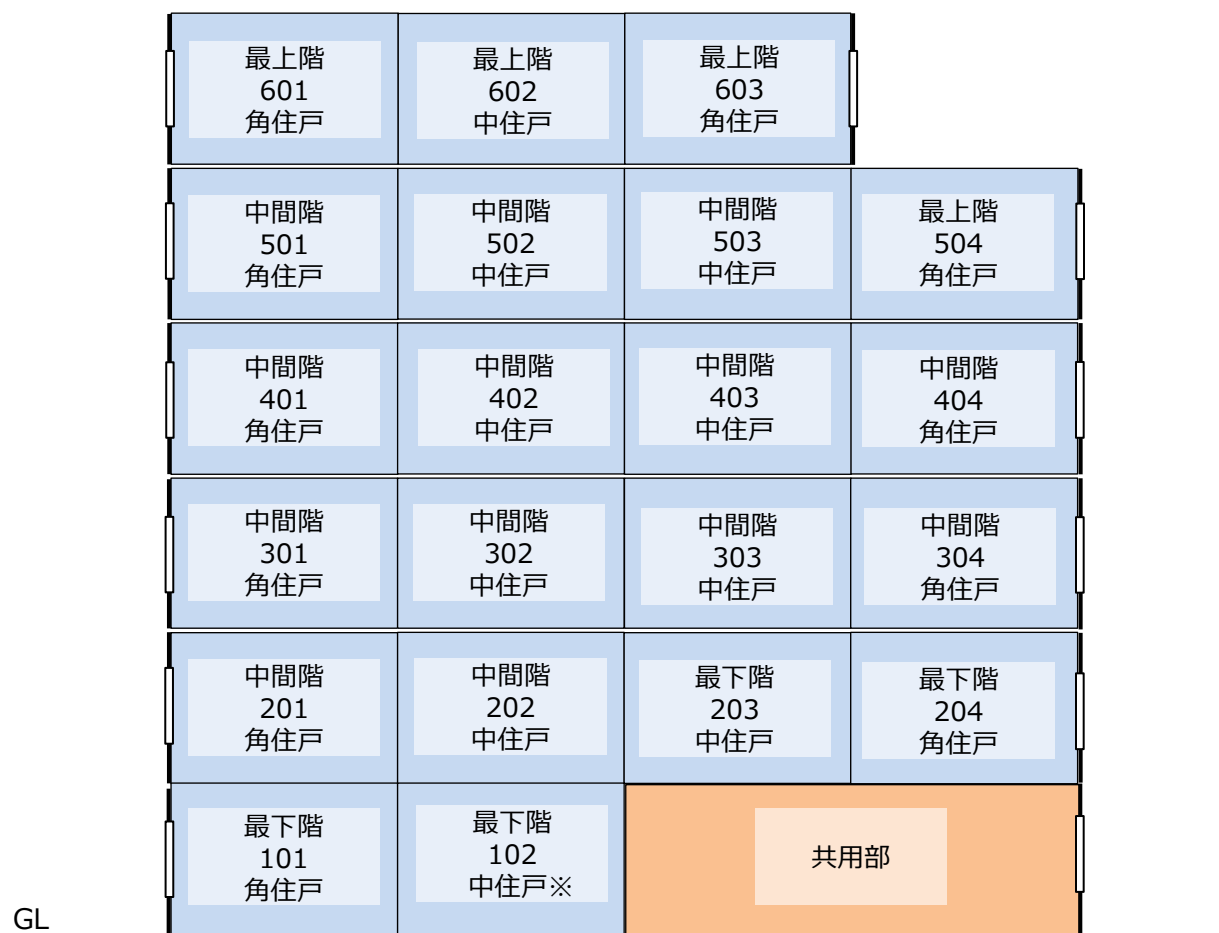 最上階
601
角住戸
最上階
602
中住戸
最上階
603
角住戸
中間階
501
角住戸
中間階
502
中住戸
中間階
503
中住戸
最上階
504
角住戸
中間階
401
角住戸
中間階
402
中住戸
中間階
403
中住戸
中間階
404
角住戸
中間階
301
角住戸
中間階
302
中住戸
中間階
303
中住戸
中間階
304
角住戸
中間階
201
角住戸
中間階
202
中住戸
最下階
203
中住戸
最下階
204
角住戸
最下階
101
角住戸
最下階
102
中住戸※
共用部
GL